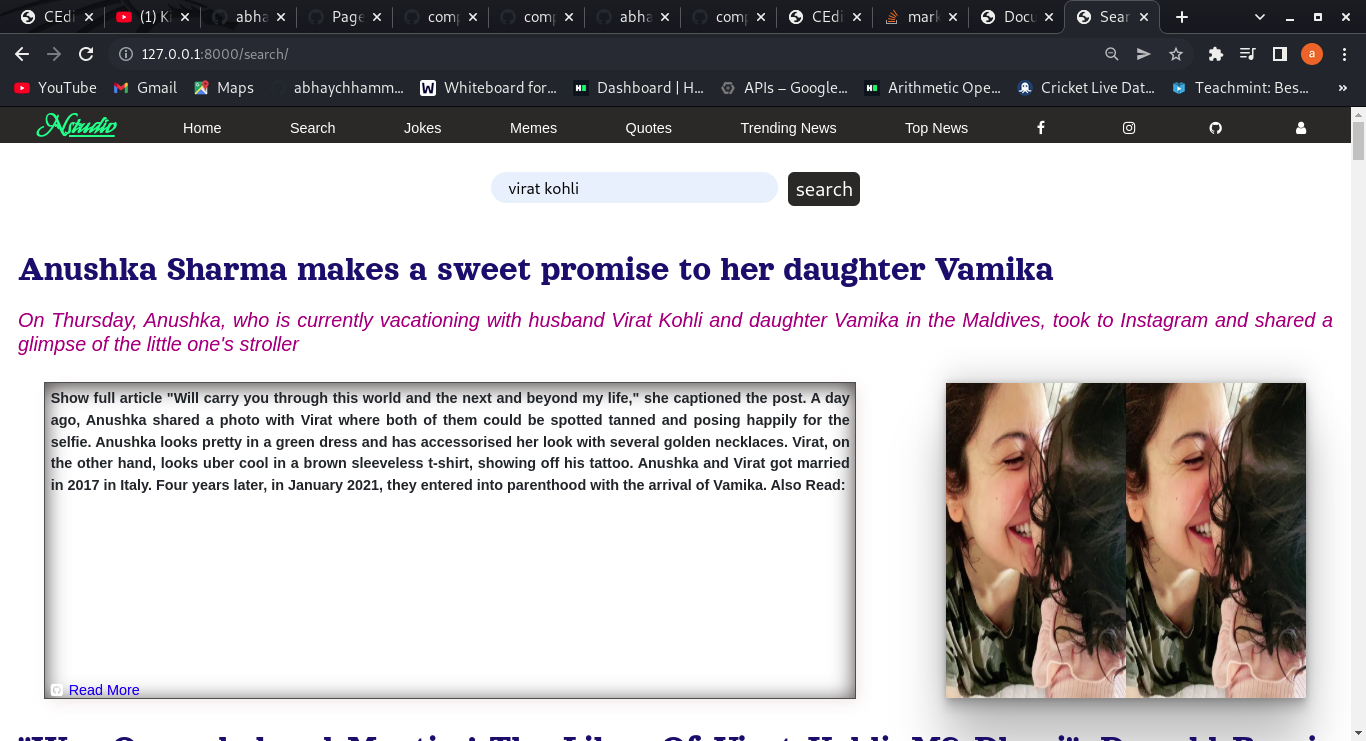 CEdi
(1) Ki
abha
Page
comp
comp
abha
comp
CEdi
mark
Docu
Sear
127.0.0.1:8000/search/
a
YouTube
Gmail
Maps
abhaychhamm...
Whiteboard for...
Dashboard | H...
APIs – Google...
Arithmetic Ope...
Cricket Live Dat...
Teachmint: Bes...
»
Nstudio
Home
Search
Jokes
Memes
Quotes
Trending News
Top News
virat kohli
search
Anushka Sharma makes a sweet promise to her daughter Vamika
On Thursday, Anushka, who is currently vacationing with husband Virat Kohli and daughter Vamika in the Maldives, took to Instagram and shared a
glimpse of the little one's stroller
Show full article "Will carry you through this world and the next and beyond my life," she captioned the post. A day
ago, Anushka shared a photo with Virat where both of them could be spotted tanned and posing happily for the
selfie. Anushka looks pretty in a green dress and has accessorised her look with several golden necklaces. Virat, on
the other hand, looks uber cool in a brown sleeveless t-shirt, showing off his tattoo. Anushka and Virat got married
in 2017 in Italy. Four years later, in January 2021, they entered into parenthood with the arrival of Vamika. Also Read:
Read More